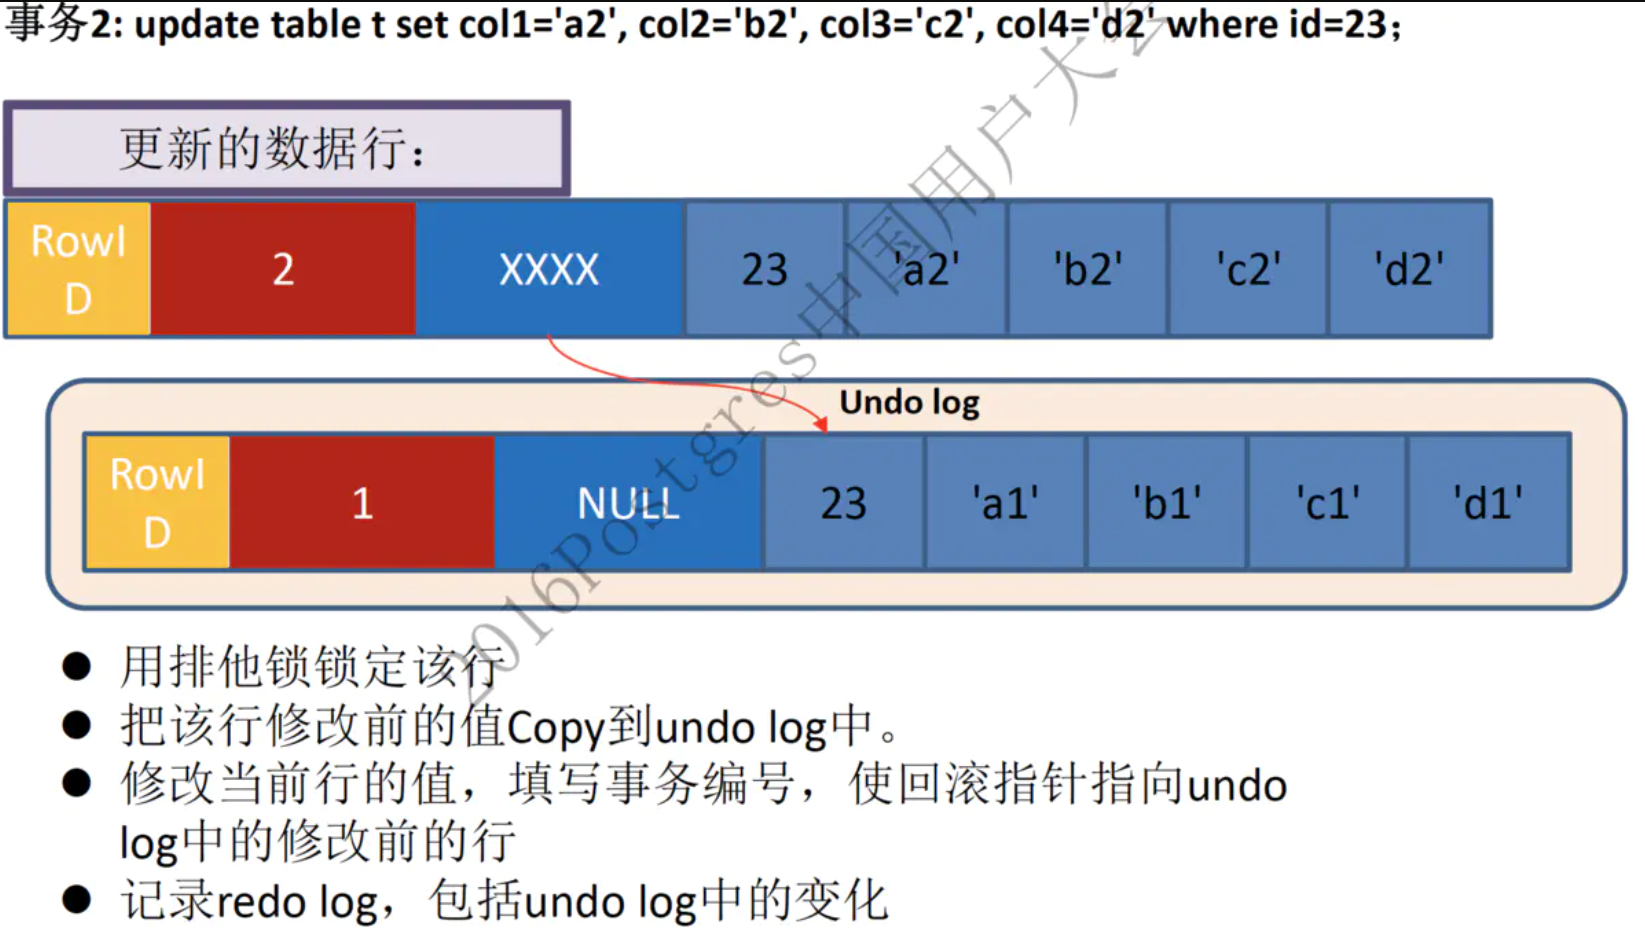 事务2: update table t set col1='a2', col2='b2', col3='c2', col4='d2' where id=23;
更新的数据行：
RowI
D
2
XXXX
23
'a2'
'b2'
'c2'
'd2'
Undo log
RowI
D
1
NULL
23
'a1'
'b1'
'c1'
'd1'
● 用排他锁锁定该行
● 把该行修改前的值Copy到undo log中。
● 修改当前行的值，填写事务编号，使回滚指针指向undo
log中的修改前的行
● 记录redo log，包括undo log中的变化
2016Postgres中国用户大会